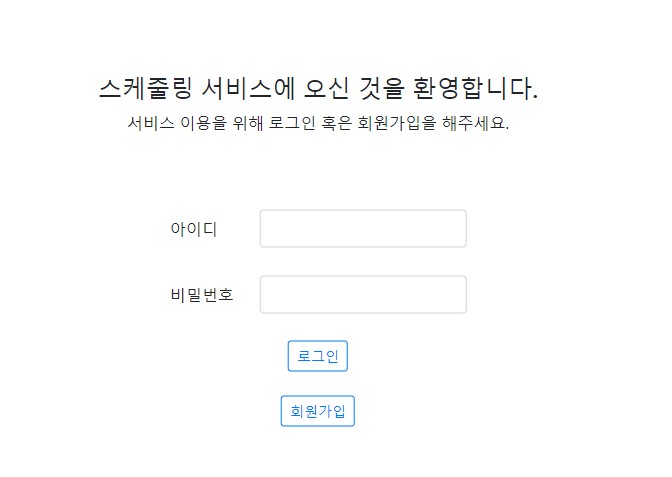 스케줄링 서비스에 오신 것을 환영합니다.
서비스 이용을 위해 로그인 혹은 회원가입을 해주세요.
아이디
비밀번호
로그인
회원가입